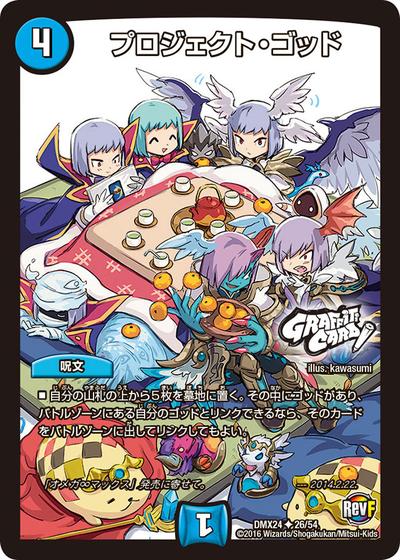 4
プロジェクト・ゴッド
GRAFFITI CARD!
illus. kawasumi
呪文
■自分の山札の上から5枚を墓地に置く。その中にゴッドがあり、
バトルゾーンにある自分のゴッドとリンクできるなら、そのカード
をバトルゾーンに出してリンクしてもよい。
「オメガ∞マックス」発売に寄せて。 ── 2014.2.22.
1
RevF
DMX24 26/54
©2016 Wizards/Shogakukan/Mitsui-Kids